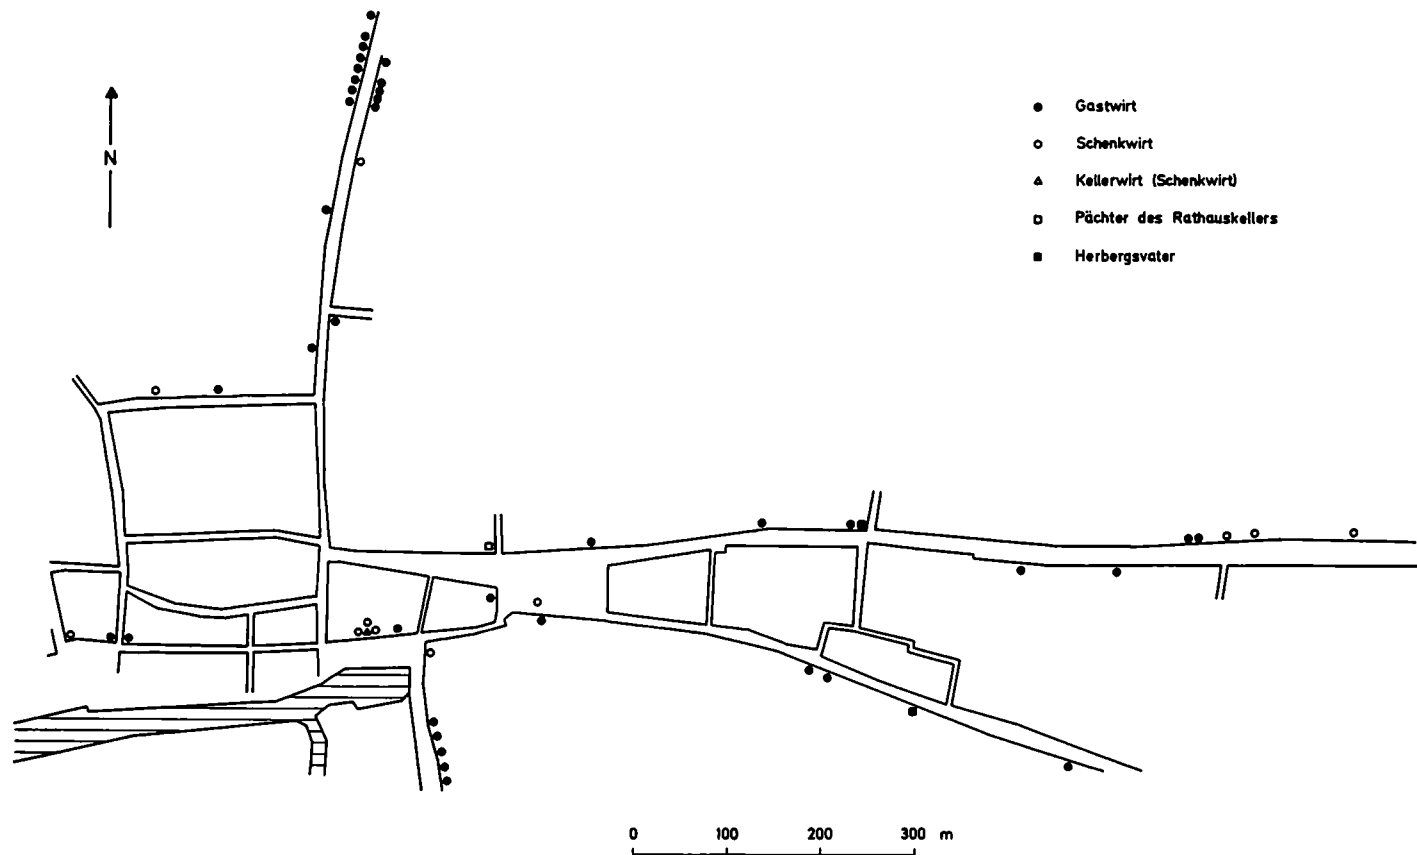 Gastwirt
N
Schenkwirt
Kellerwirt (Schenkwirt)
Pächter des Rathauskellers
Herbergsvater
0 100 200 300 m